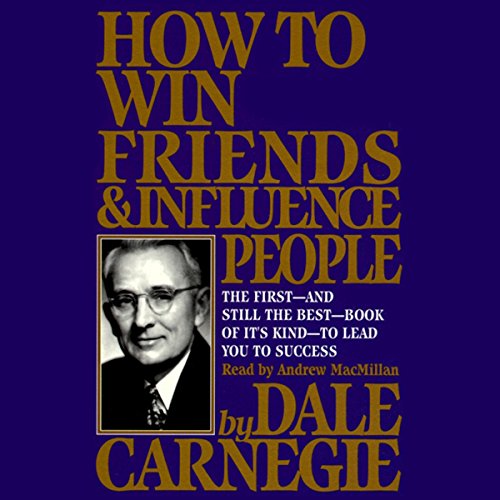 HOW TO
WIN
FRIENDS
& INFLUENCE
PEOPLE
THE FIRST—AND
STILL THE BEST—BOOK
OF IT'S KIND—TO LEAD
YOU TO SUCCESS
Read by Andrew MacMillan
by DALE
CARNEGIE